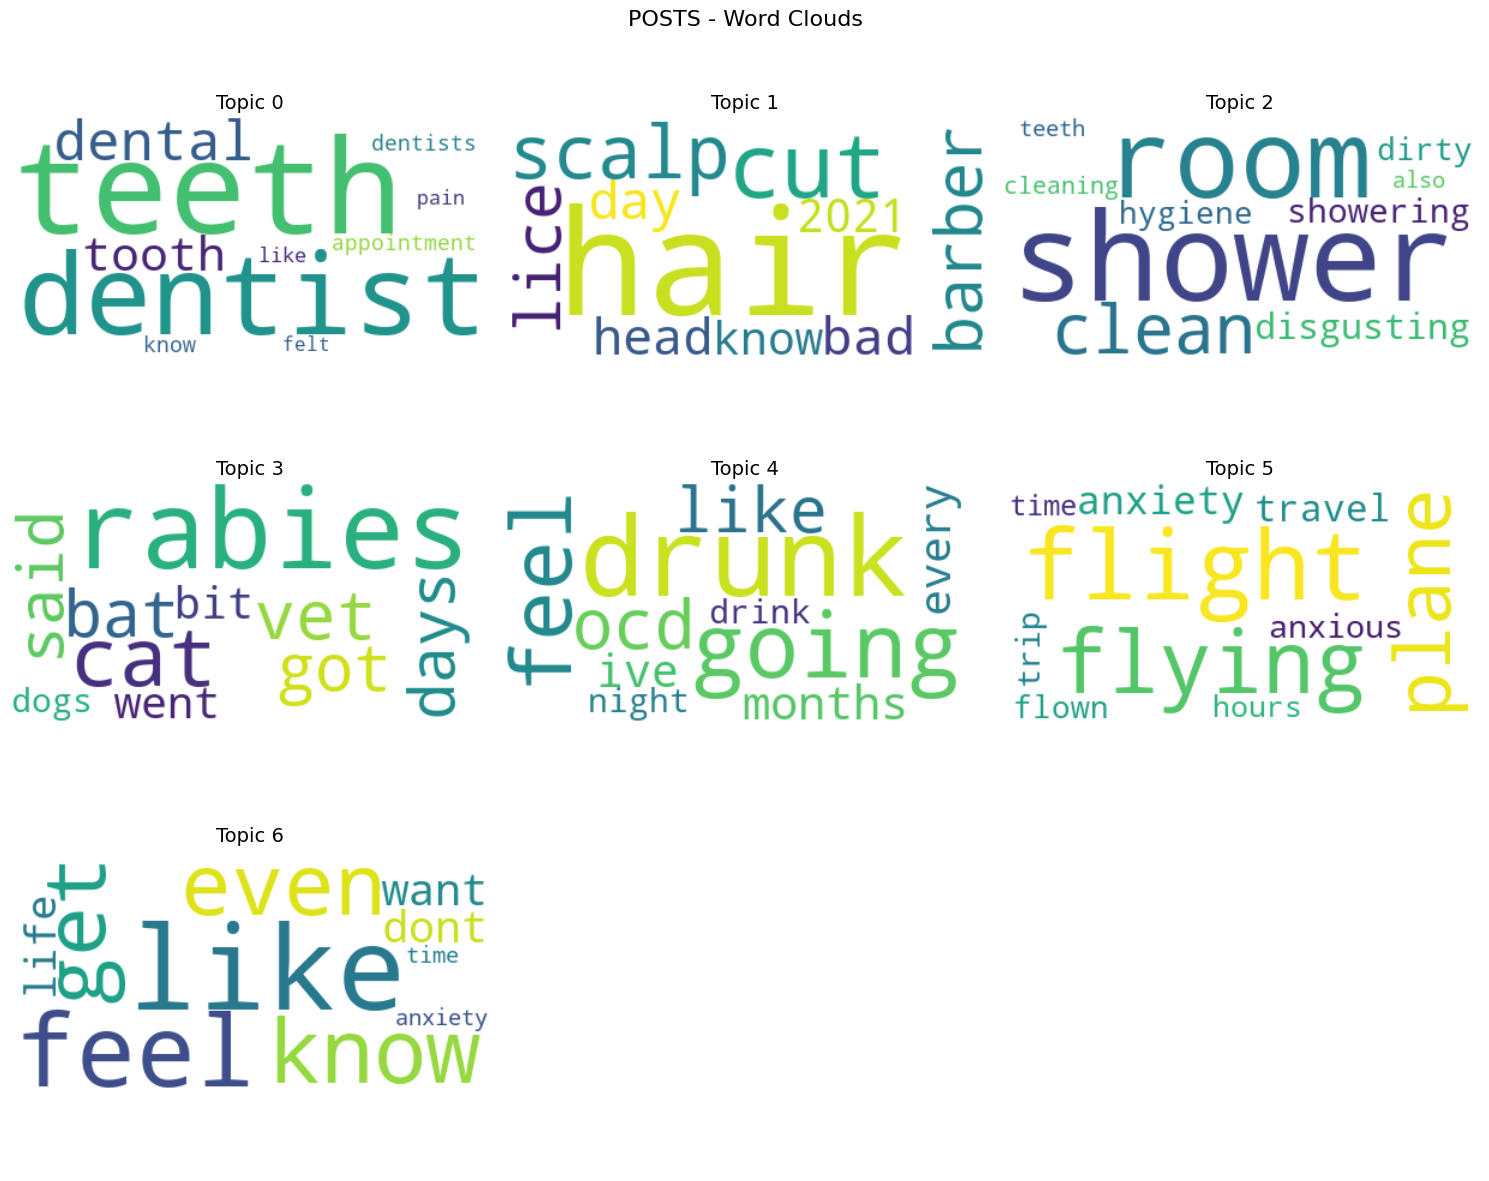 POSTS - Word Clouds
Topic 0
dental
dentists
teeth
pain
tooth
like
appointment
dentist
know
felt
Topic 1
scalp
cut
lice
day
2021
hair
barber
head
know
bad
Topic 2
teeth
room
dirty
cleaning
also
hygiene
showering
shower
clean
disgusting
Topic 3
said
rabies
bat
bit
vet
days
cat
got
dogs
went
Topic 4
feel
like
every
drunk
ocd
drink
going
ive
night
months
Topic 5
time
anxiety
travel
plane
flight
trip
anxious
flying
flown
hours
Topic 6
life
get
even
want
dont
like
time
anxiety
feel
know